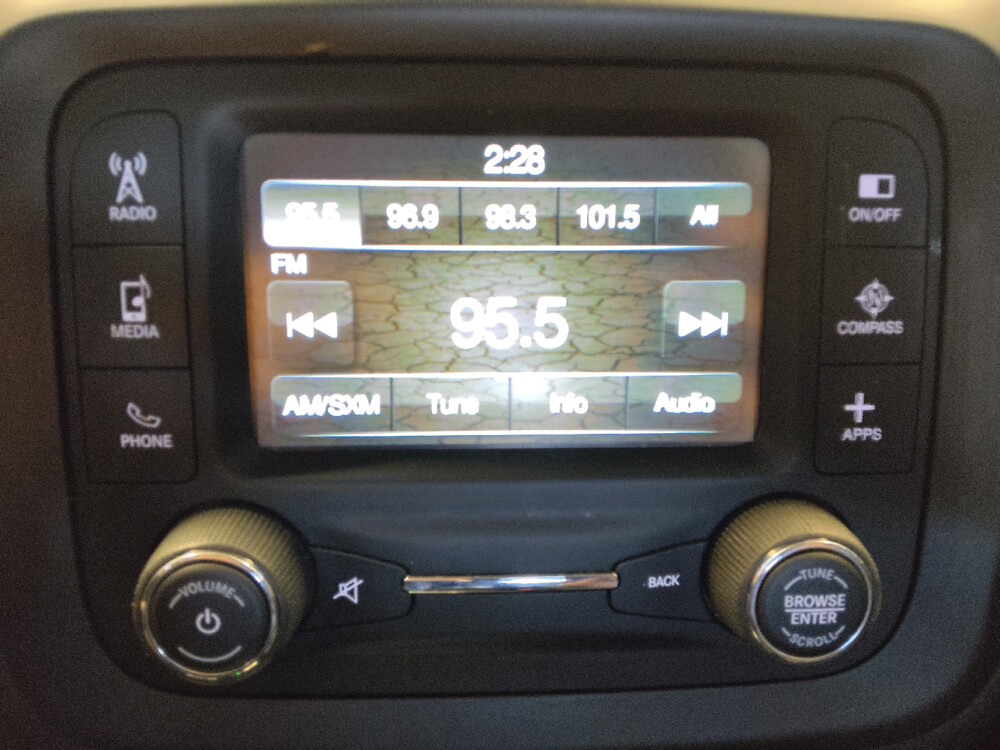 2:28
95.5 96.9 98.3 101.5 All
FM
95.5
AM/SXM Tune Info Audio
RADIO
MEDIA
PHONE
ON/OFF
N
COMPASS
APPS
VOLUME
BACK
TUNE
BROWSE
ENTER
SCROLL